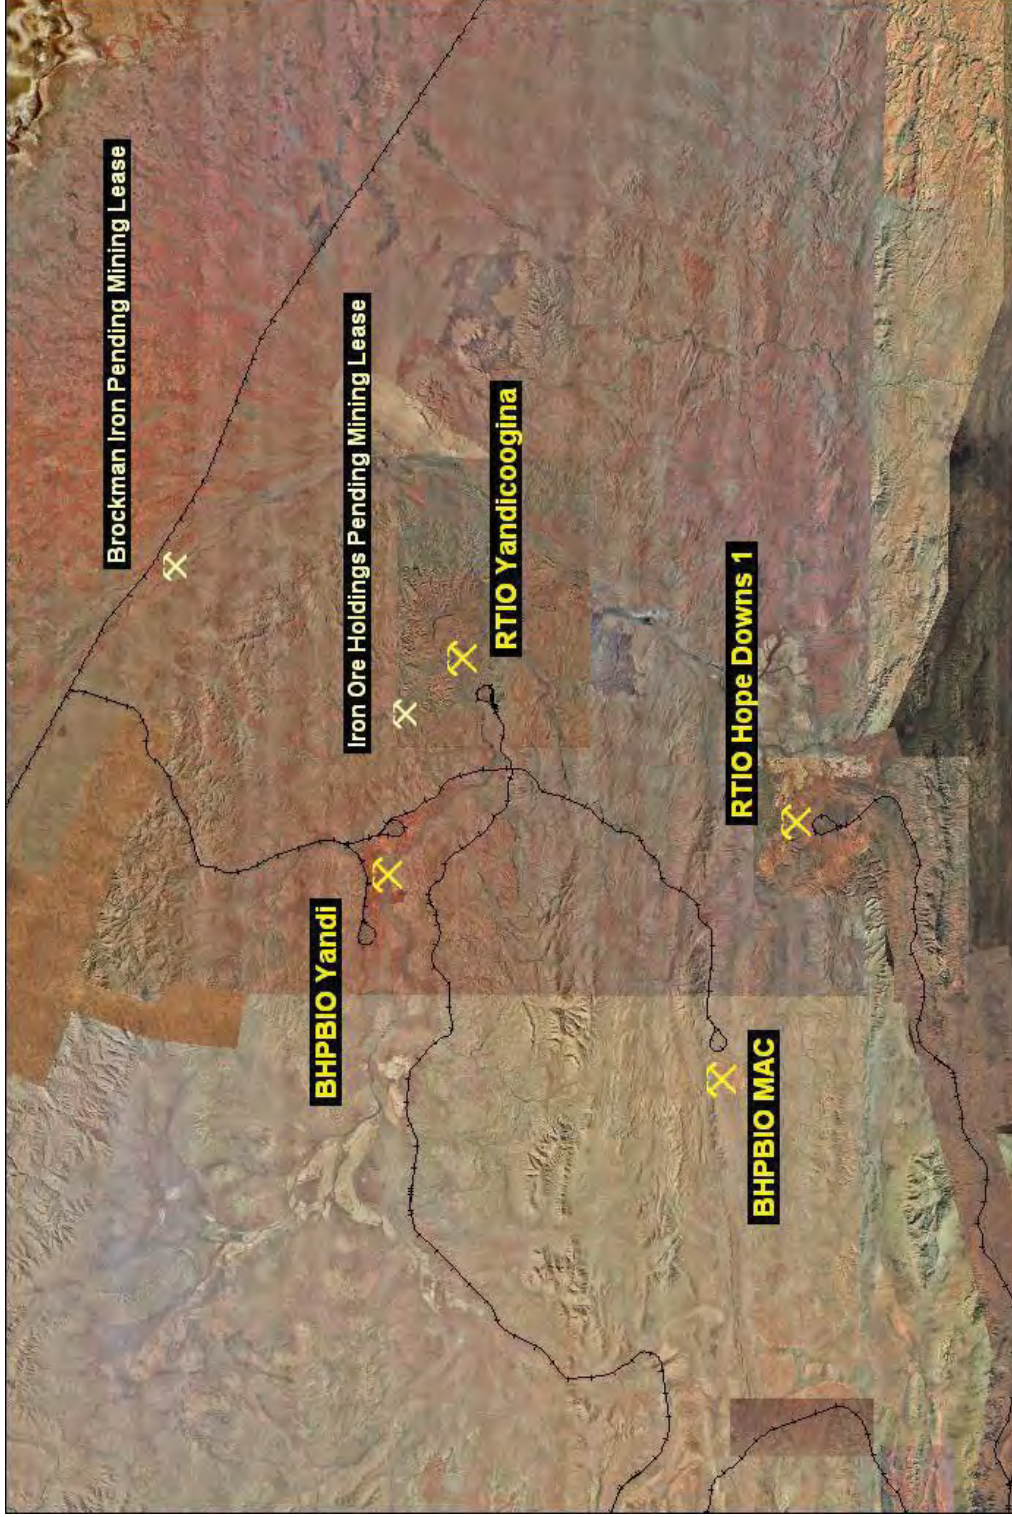 Brockman Iron Pending Mining Lease
Iron Ore Holdings Pending Mining Lease
RTIO Yandicoogina
BHPBIO Yandi
RTIO Hope Downs 1
BHPBIO MAC